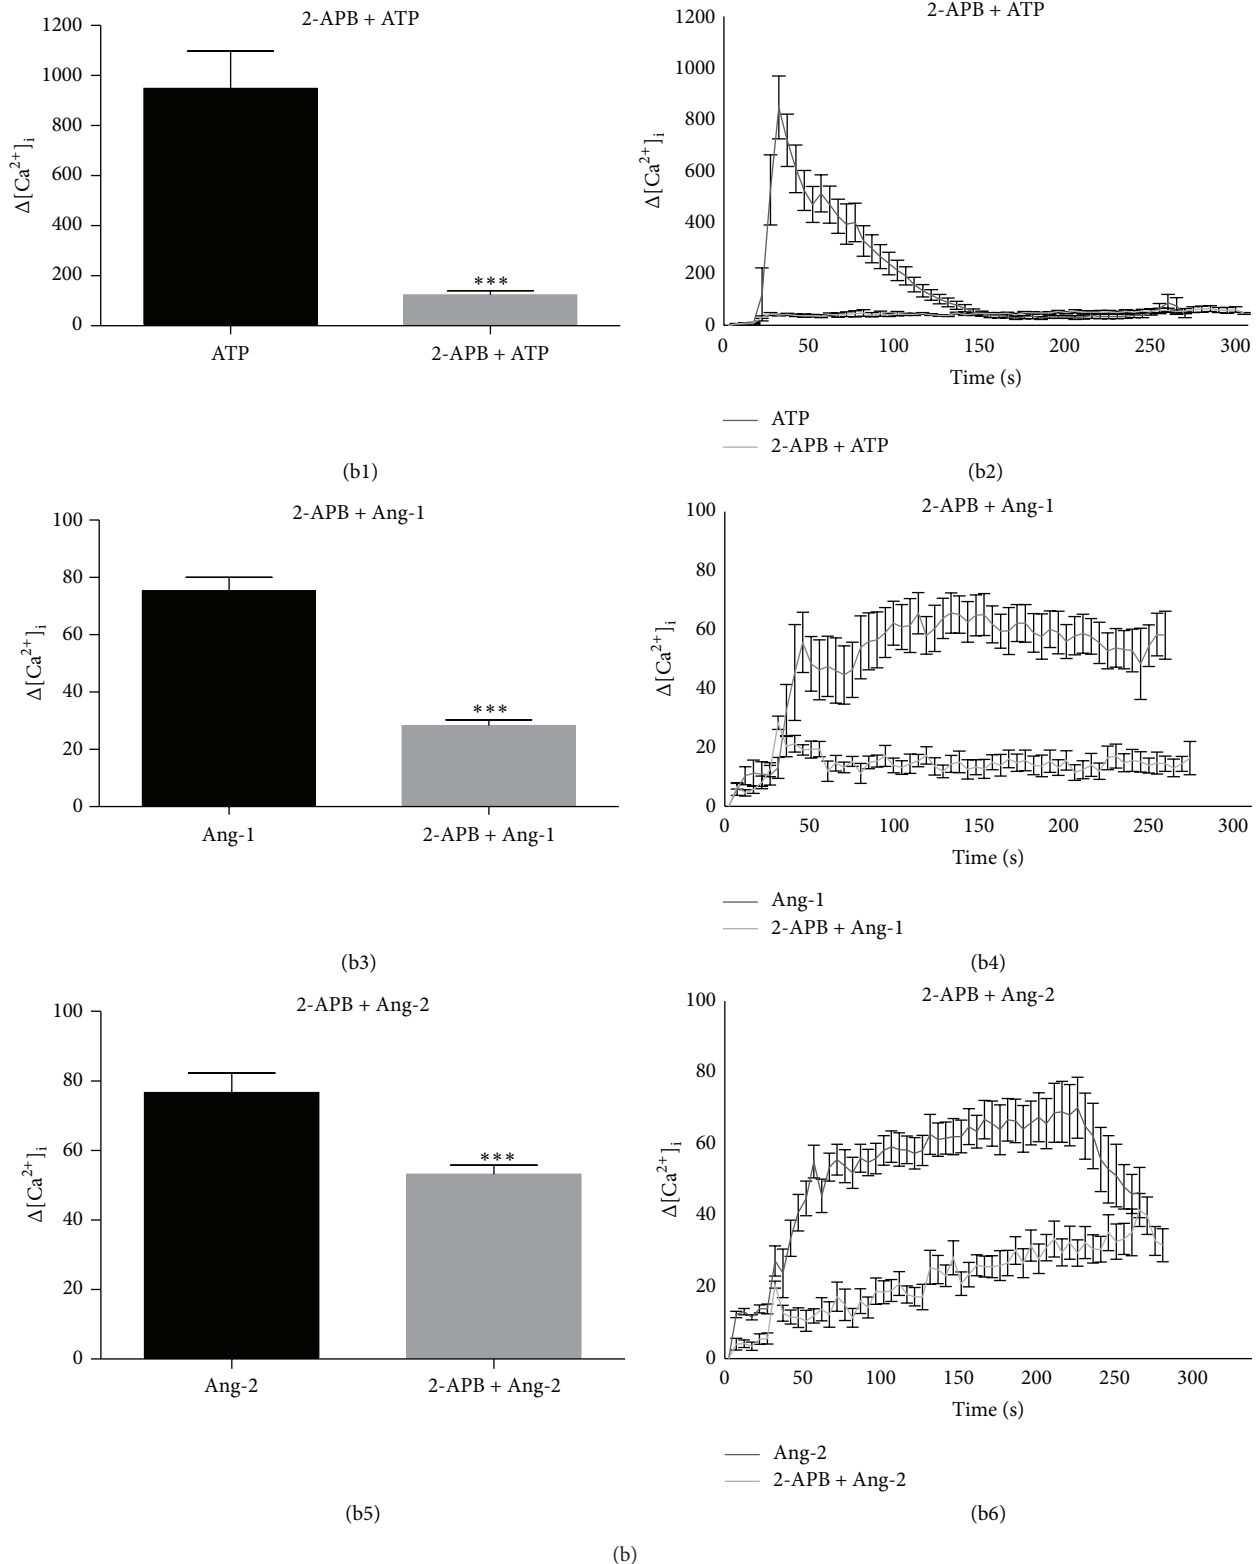 2-APB + ATP
1200
1000
800
600
400
200
0
Δ[Ca²⁺]ᵢ
***
ATP
2-APB + ATP
(b1)
2-APB + ATP
1200
1000
800
600
400
200
0
Δ[Ca²⁺]ᵢ
0 50 100 150 200 250 300
Time (s)
ATP
2-APB + ATP
(b2)
2-APB + Ang-1
100
80
60
40
20
0
Δ[Ca²⁺]ᵢ
***
Ang-1
2-APB + Ang-1
(b3)
2-APB + Ang-1
100
80
60
40
20
0
Δ[Ca²⁺]ᵢ
0 50 100 150 200 250 300
Time (s)
Ang-1
2-APB + Ang-1
(b4)
2-APB + Ang-2
100
80
60
40
20
0
Δ[Ca²⁺]ᵢ
***
Ang-2
2-APB + Ang-2
(b5)
2-APB + Ang-2
100
80
60
40
20
0
Δ[Ca²⁺]ᵢ
0 50 100 150 200 250 300
Time (s)
Ang-2
2-APB + Ang-2
(b6)
(b)